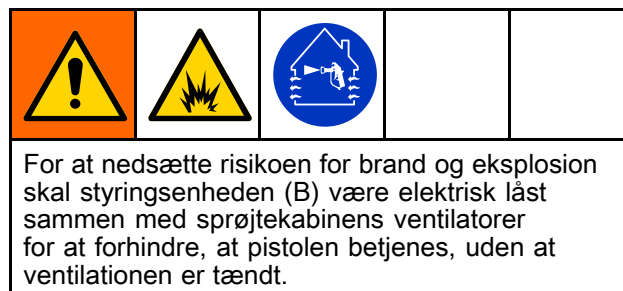 For at nedsætte risikoen for brand og eksplosion
skal styringsenheden (B) være elektrisk låst
sammen med sprøjtekabinens ventilatorer
for at forhindre, at pistolen betjenes, uden at
ventilationen er tændt.